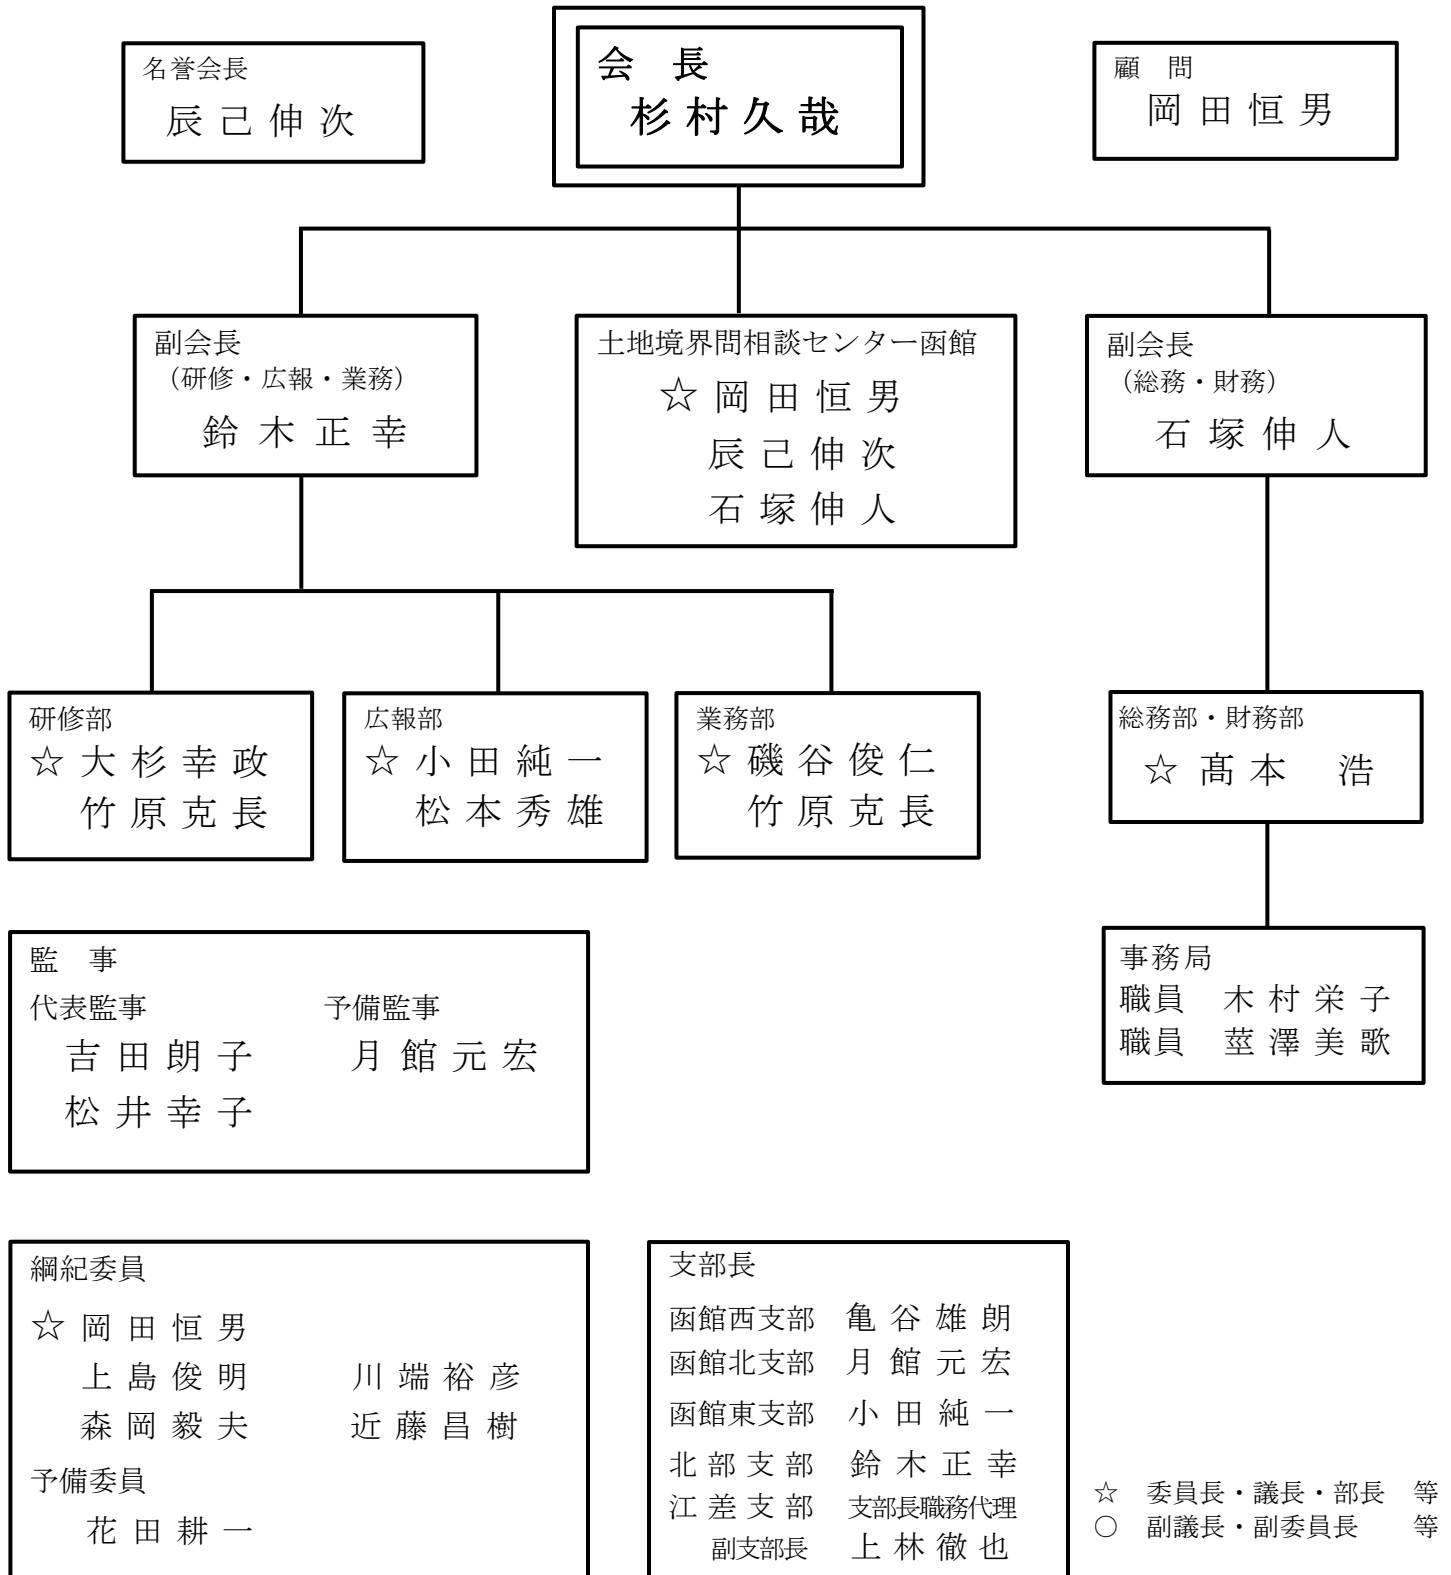 名誉会長
辰己伸次
会　長
杉村久哉
顧　問
岡田恒男
副会長
（研修・広報・業務）
鈴木正幸
土地境界問相談センター函館
☆岡田恒男
辰己伸次
石塚伸人
副会長
（総務・財務）
石塚伸人
研修部
☆大杉幸政
竹原克長
広報部
☆小田純一
松本秀雄
業務部
☆磯谷俊仁
竹原克長
総務部・財務部
☆髙本　浩
監　事
代表監事　予備監事
吉田朗子　月館元宏
松井幸子
事務局
職員　木村栄子
職員　莖澤美歌
綱紀委員
☆岡田恒男
上島俊明　川端裕彦
森岡毅夫　近藤昌樹
予備委員
花田耕一
支部長
函館西支部　亀谷雄朗
函館北支部　月館元宏
函館東支部　小田純一
北部支部　鈴木正幸
江差支部　支部長職務代理
副支部長　上林徹也
☆　委員長・議長・部長　等
○　副議長・副委員長　等